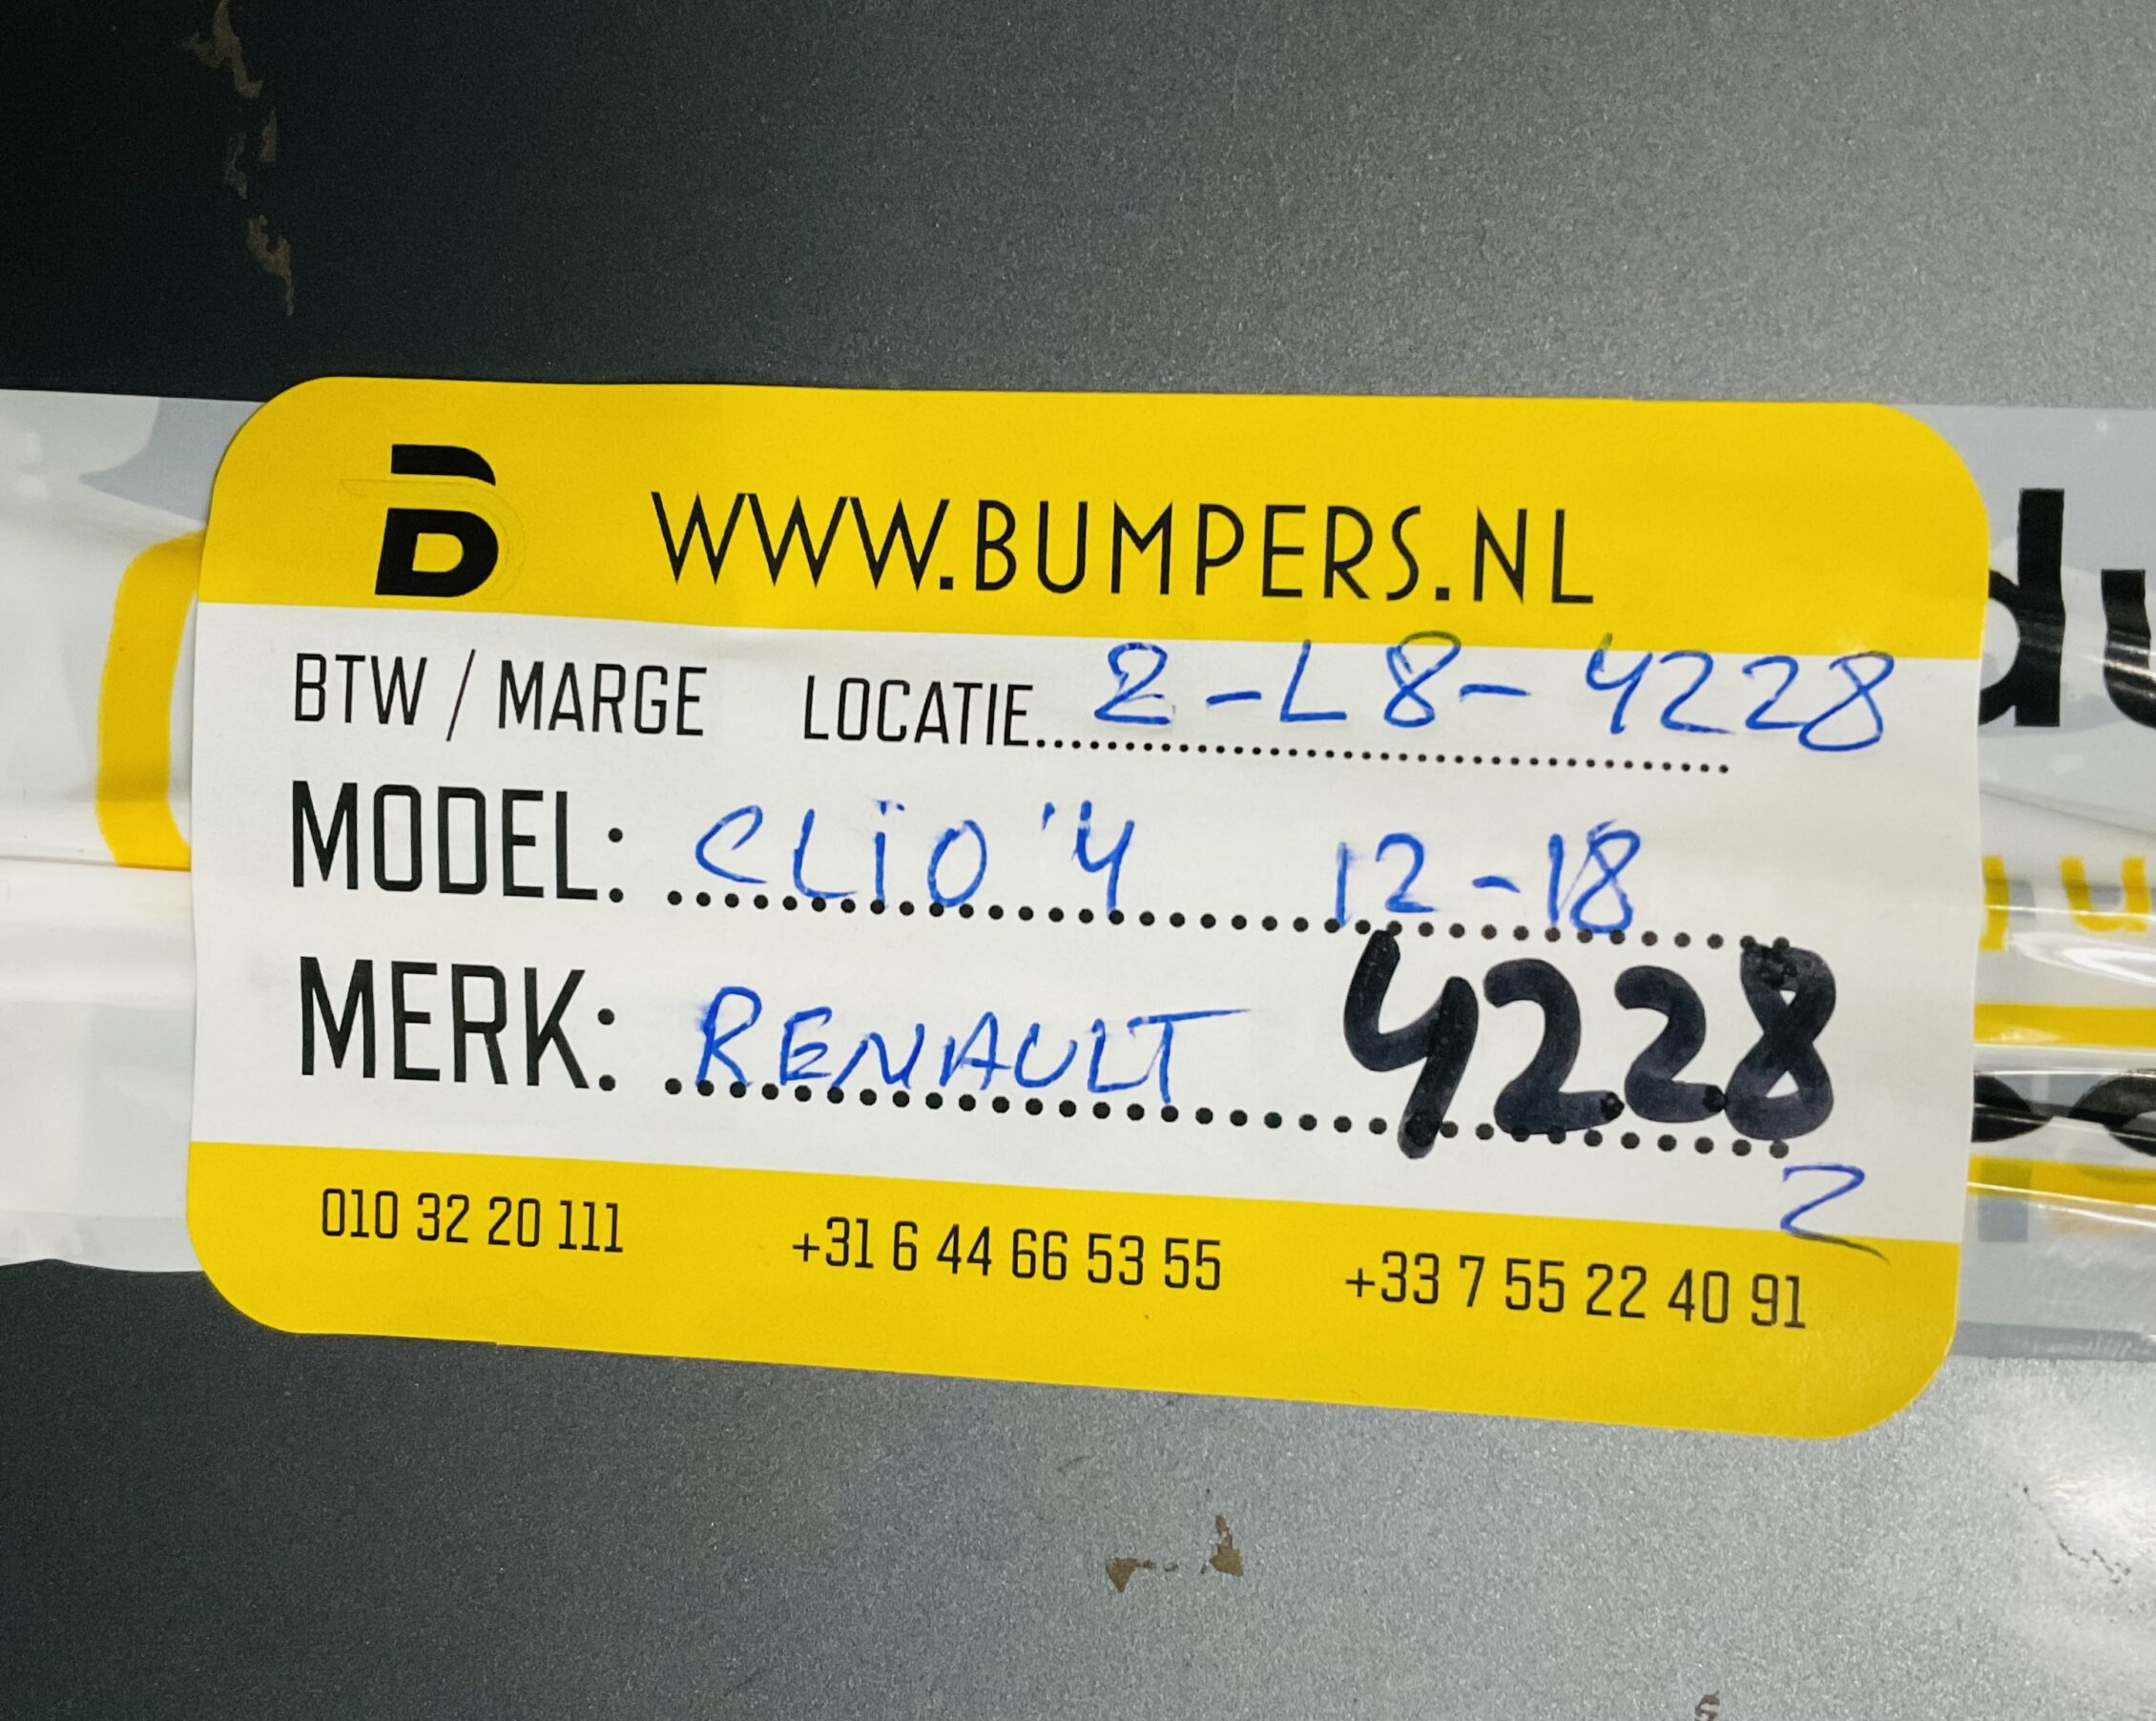 WWW.BUMPERS.NL
BTW / MARGE LOCATIE 2-L8-4228
MODEL: CLÏO '4 12-18
MERK: RENAULT 4228
2
010 32 20 111 +31 6 44 66 53 55 +33 7 55 22 40 91